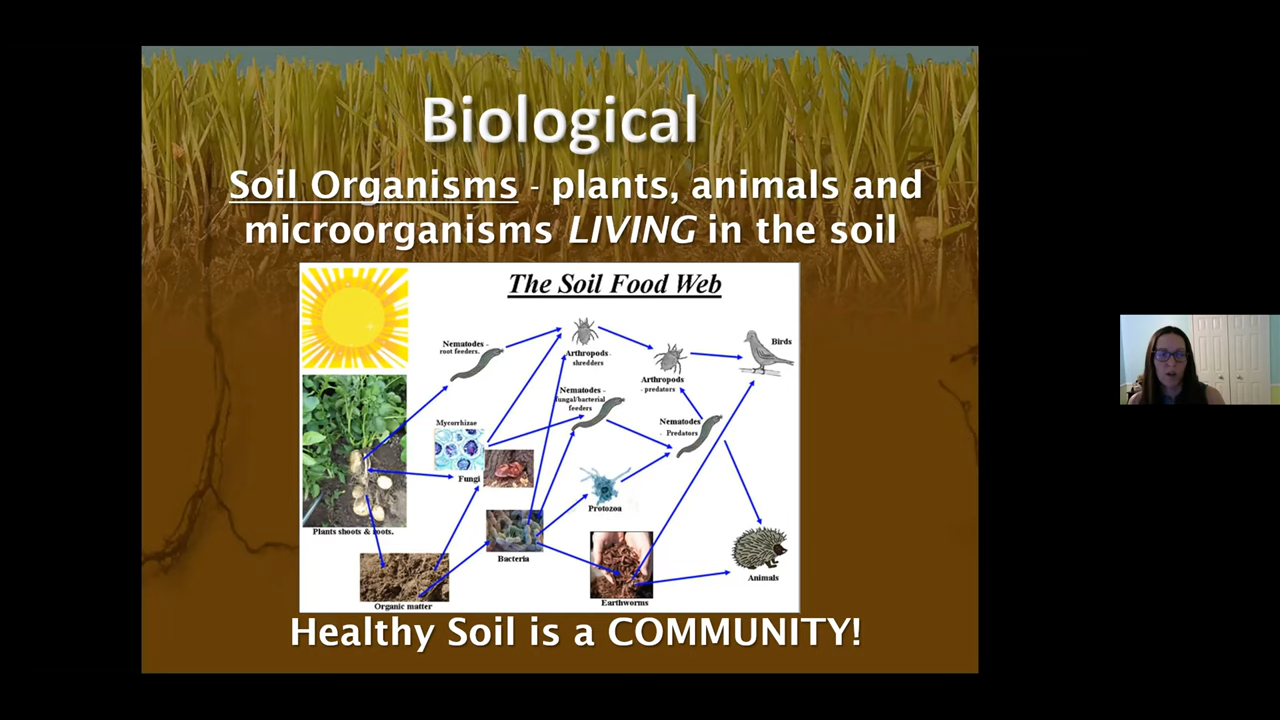 Biological
Soil Organisms - plants, animals and
microorganisms LIVING in the soil
The Soil Food Web
Nematodes -
root feeders.
Arthropods -
shredders
Birds
Arthropods
- predators
Nematodes -
fungal/bacterial
feeders
Mycorrhizae
Nematodes
- Predators
Fungi
Protozoa
Plants shoots & roots.
Bacteria
Animals
Earthworms
Organic matter
Healthy Soil is a COMMUNITY!